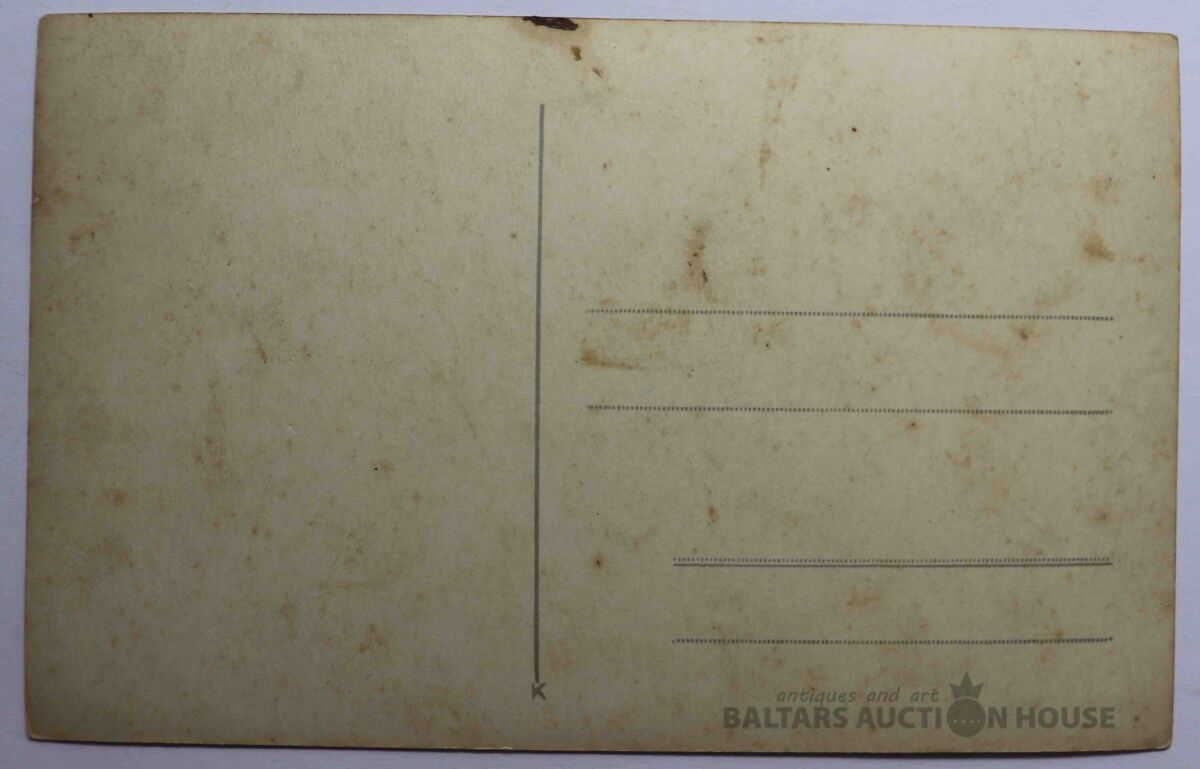 K
antiques and art
BALTARS AUCTION HOUSE